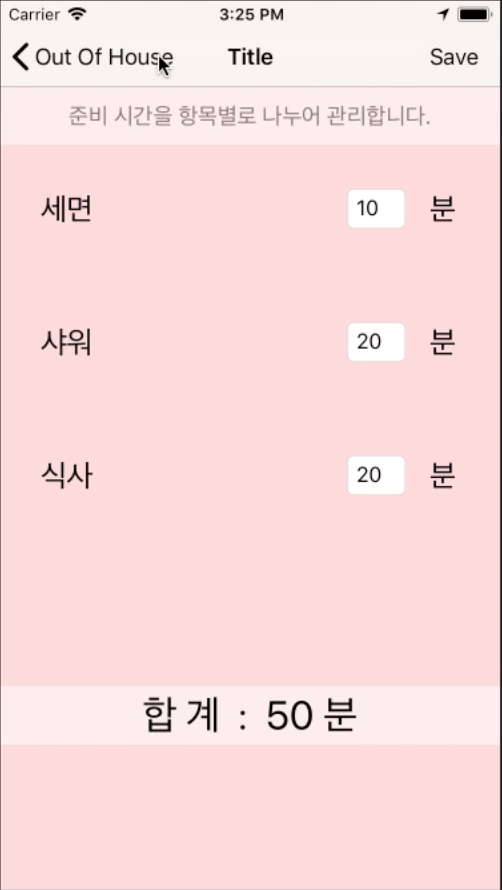 Carrier 3:25 PM
Out Of House Title Save
준비 시간을 항목별로 나누어 관리합니다.
세면 10 분
샤워 20 분
식사 20 분
합 계 : 50 분